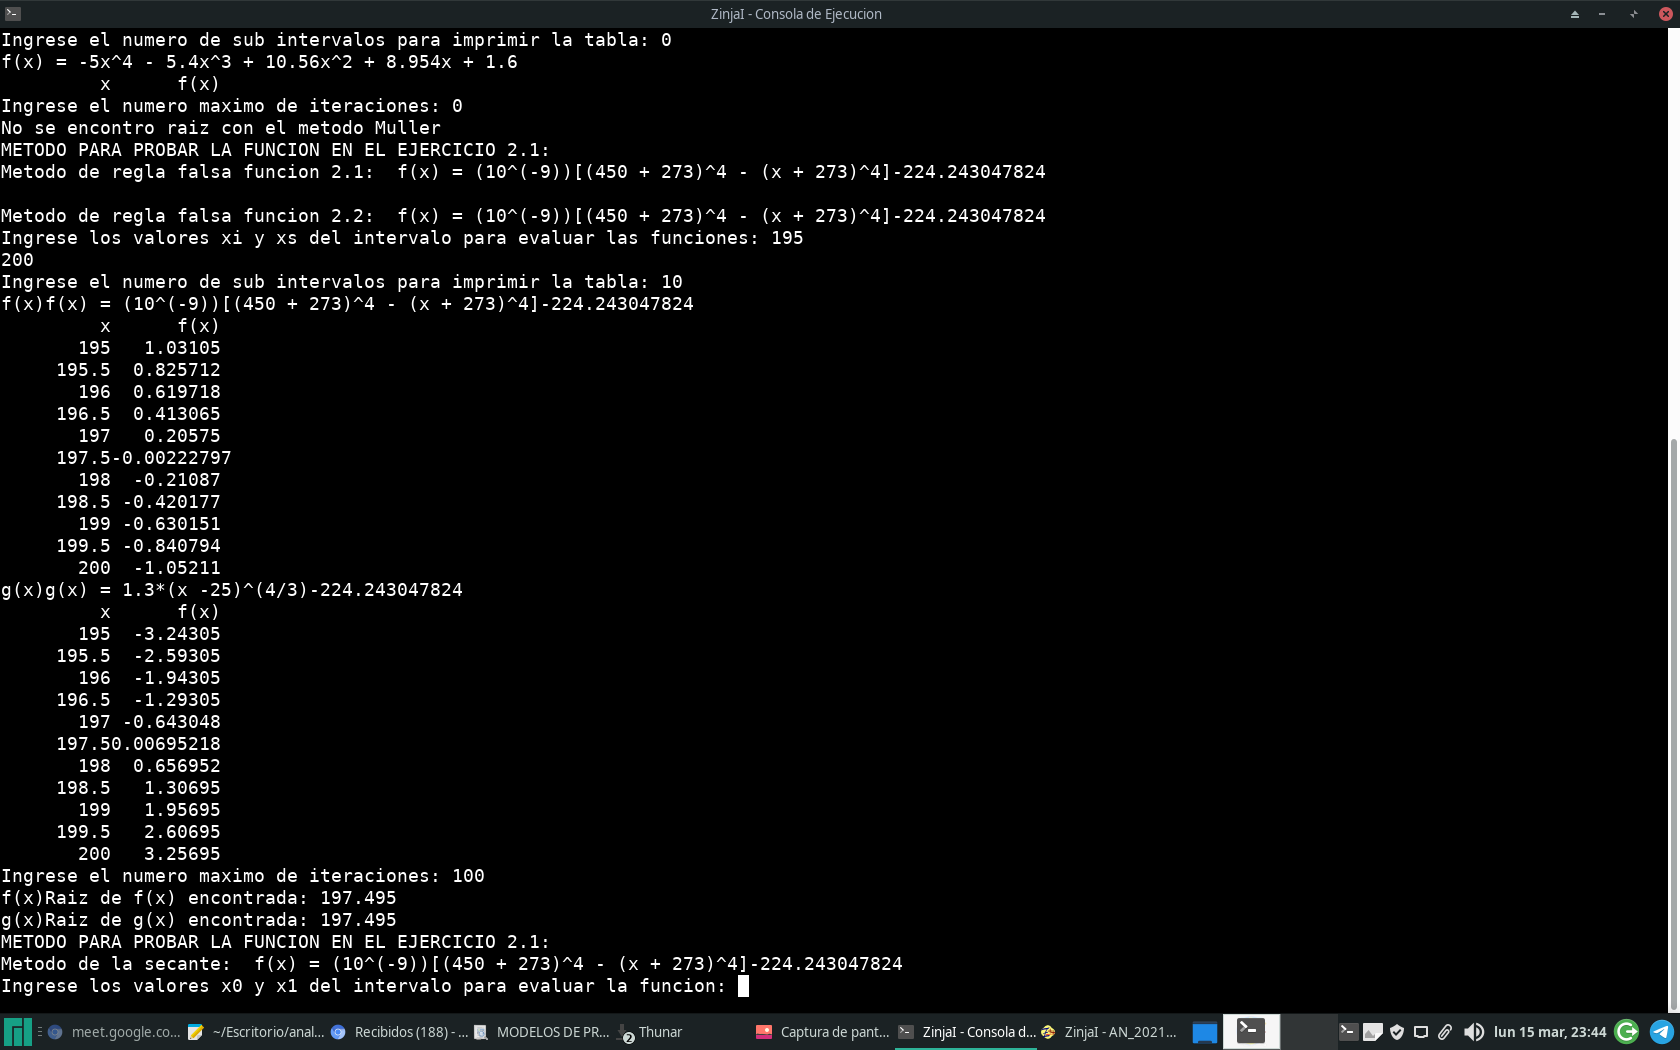 ZinjaI - Consola de Ejecucion
Ingrese el numero de sub intervalos para imprimir la tabla: 0
f(x) = -5x^4 - 5.4x^3 + 10.56x^2 + 8.954x + 1.6
x f(x)
Ingrese el numero maximo de iteraciones: 0
No se encontro raiz con el metodo Muller
METODO PARA PROBAR LA FUNCION EN EL EJERCICIO 2.1:
Metodo de regla falsa funcion 2.1:  f(x) = (10^(-9))[(450 + 273)^4 - (x + 273)^4]-224.243047824
Metodo de regla falsa funcion 2.2:  f(x) = (10^(-9))[(450 + 273)^4 - (x + 273)^4]-224.243047824
Ingrese los valores xi y xs del intervalo para evaluar las funciones: 195
200
Ingrese el numero de sub intervalos para imprimir la tabla: 10
f(x)f(x) = (10^(-9))[(450 + 273)^4 - (x + 273)^4]-224.243047824
x f(x)
195 1.03105
195.5 0.825712
196 0.619718
196.5 0.413065
197 0.20575
197.5-0.00222797
198 -0.21087
198.5 -0.420177
199 -0.630151
199.5 -0.840794
200 -1.05211
g(x)g(x) = 1.3*(x -25)^(4/3)-224.243047824
x f(x)
195 -3.24305
195.5 -2.59305
196 -1.94305
196.5 -1.29305
197 -0.643048
197.50.00695218
198 0.656952
198.5 1.30695
199 1.95695
199.5 2.60695
200 3.25695
Ingrese el numero maximo de iteraciones: 100
f(x)Raiz de f(x) encontrada: 197.495
g(x)Raiz de g(x) encontrada: 197.495
METODO PARA PROBAR LA FUNCION EN EL EJERCICIO 2.1:
Metodo de la secante:  f(x) = (10^(-9))[(450 + 273)^4 - (x + 273)^4]-224.243047824
Ingrese los valores x0 y x1 del intervalo para evaluar la funcion:
meet.google.co... ~/Escritorio/anal... Recibidos (188) - ... MODELOS DE PR... 2 Thunar Captura de pant... ZinjaI - Consola d... ZinjaI - AN_2021... lun 15 mar, 23:44